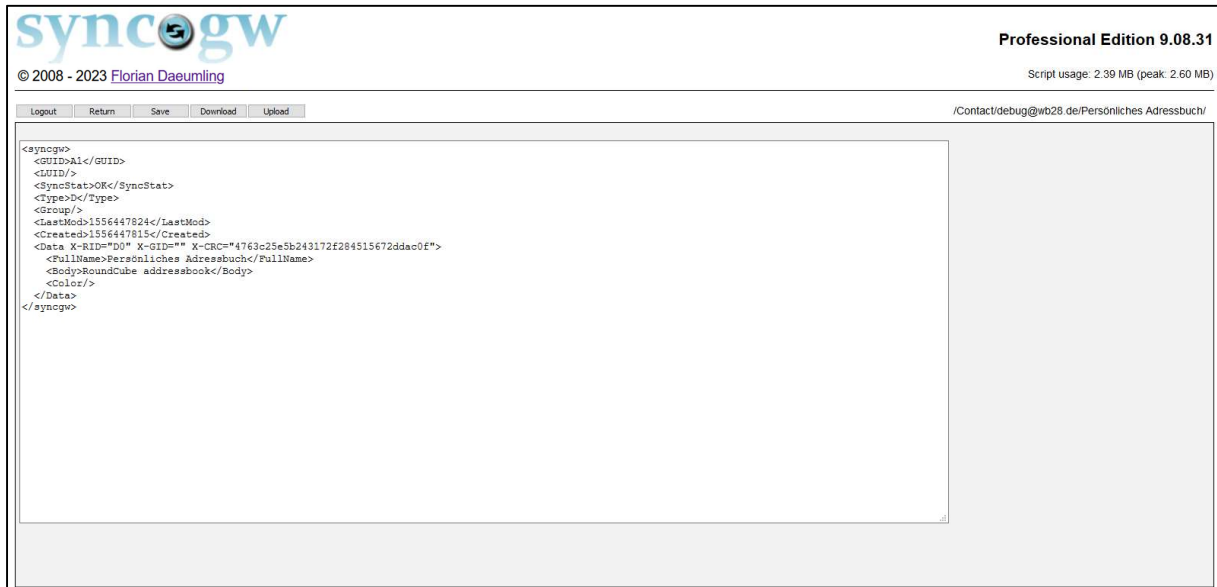 syncgw
Professional Edition 9.08.31
© 2008 - 2023 Florian Daeumling
Script usage: 2.39 MB (peak: 2.60 MB)
Logout Return Save Download Upload
/Contact/debug@wb28.de/Persönliches Adressbuch/
<syncgw>
  <GUID>A1</GUID>
  <LUID/>
  <SyncStat>OK</SyncStat>
  <Type>D</Type>
  <Group/>
  <LastMod>1556447824</LastMod>
  <Created>1556447815</Created>
  <Data X-RID="D0" X-GID="" X-CRC="4763c25e5b243172f284515672ddac0f">
    <FullName>Persönliches Adressbuch</FullName>
    <Body>RoundCube addressbook</Body>
    <Color/>
  </Data>
</syncgw>